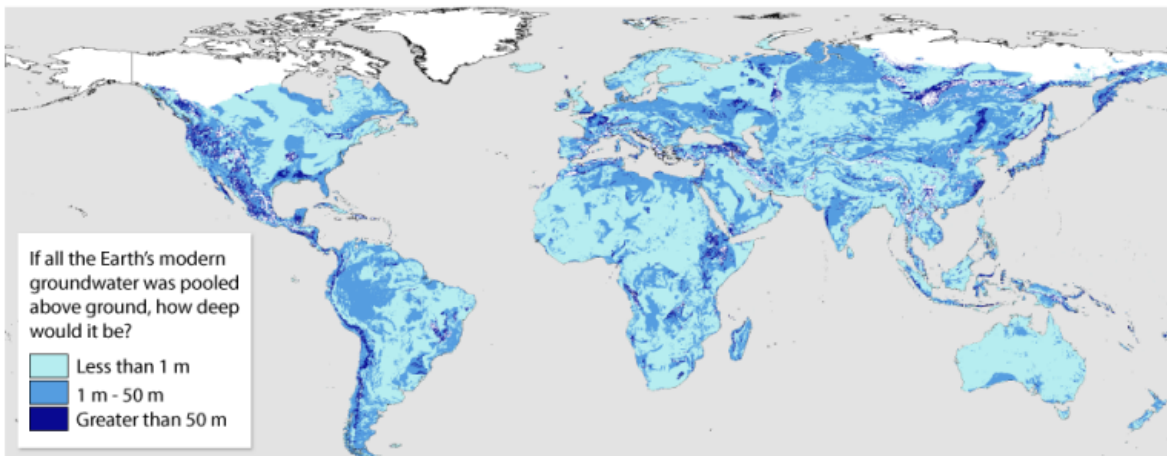 If all the Earth's modern
groundwater was pooled
above ground, how deep
would it be?
Less than 1 m
1 m - 50 m
Greater than 50 m